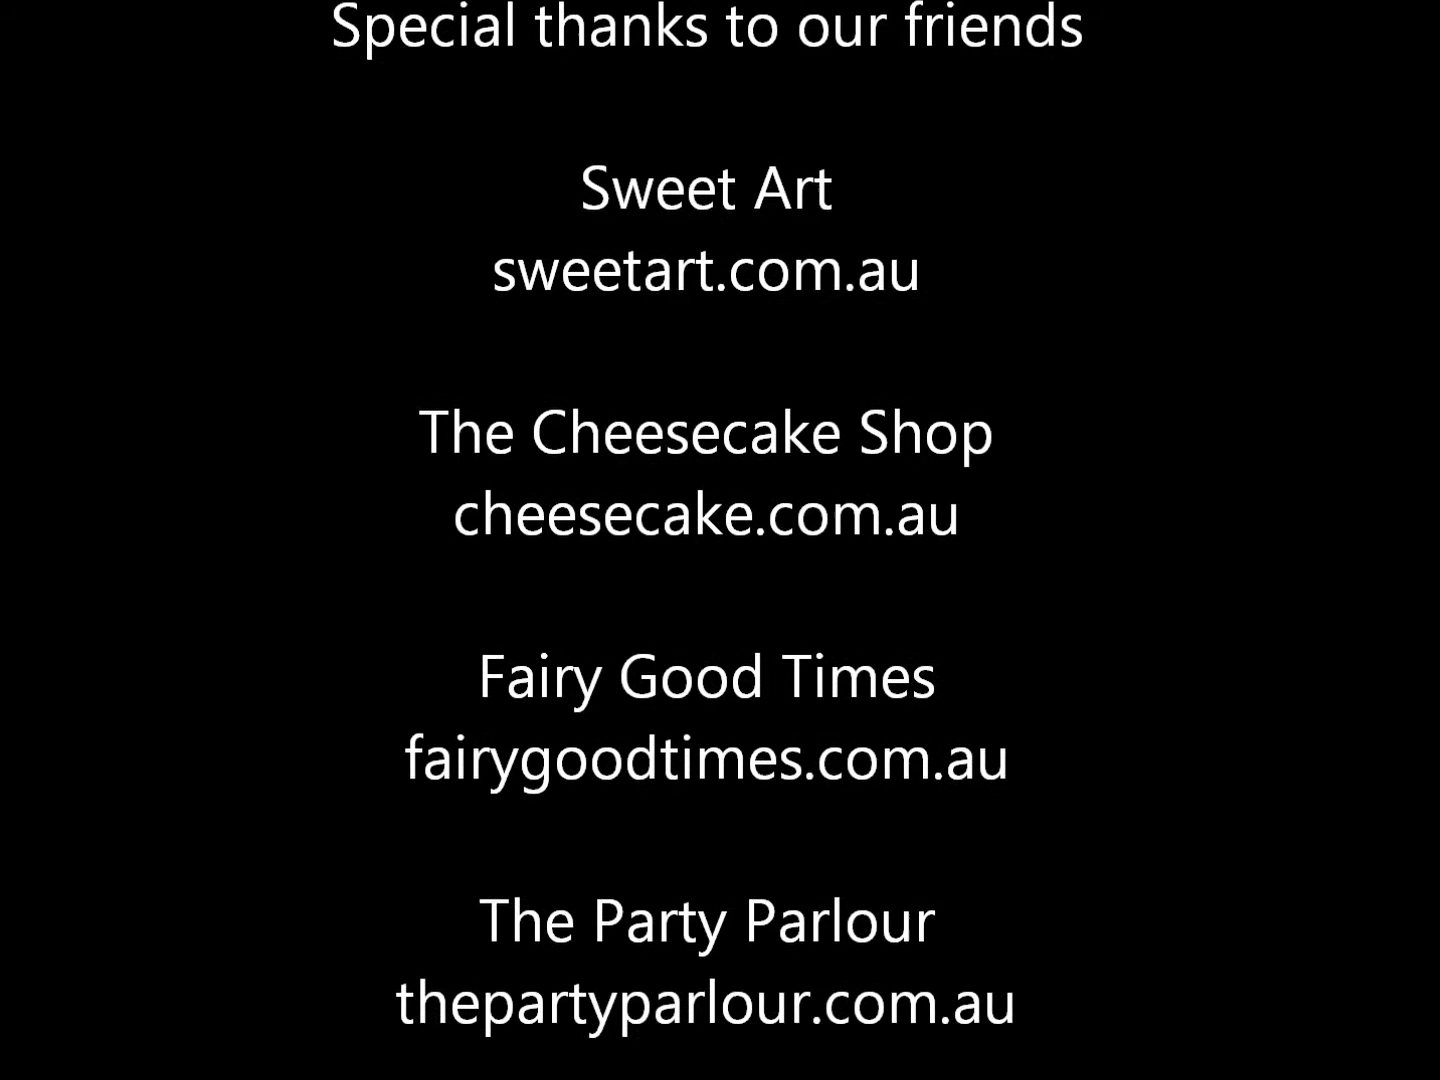 Special thanks to our friends
Sweet Art
sweetart.com.au
The Cheesecake Shop
cheesecake.com.au
Fairy Good Times
fairygoodtimes.com.au
The Party Parlour
thepartyparlour.com.au